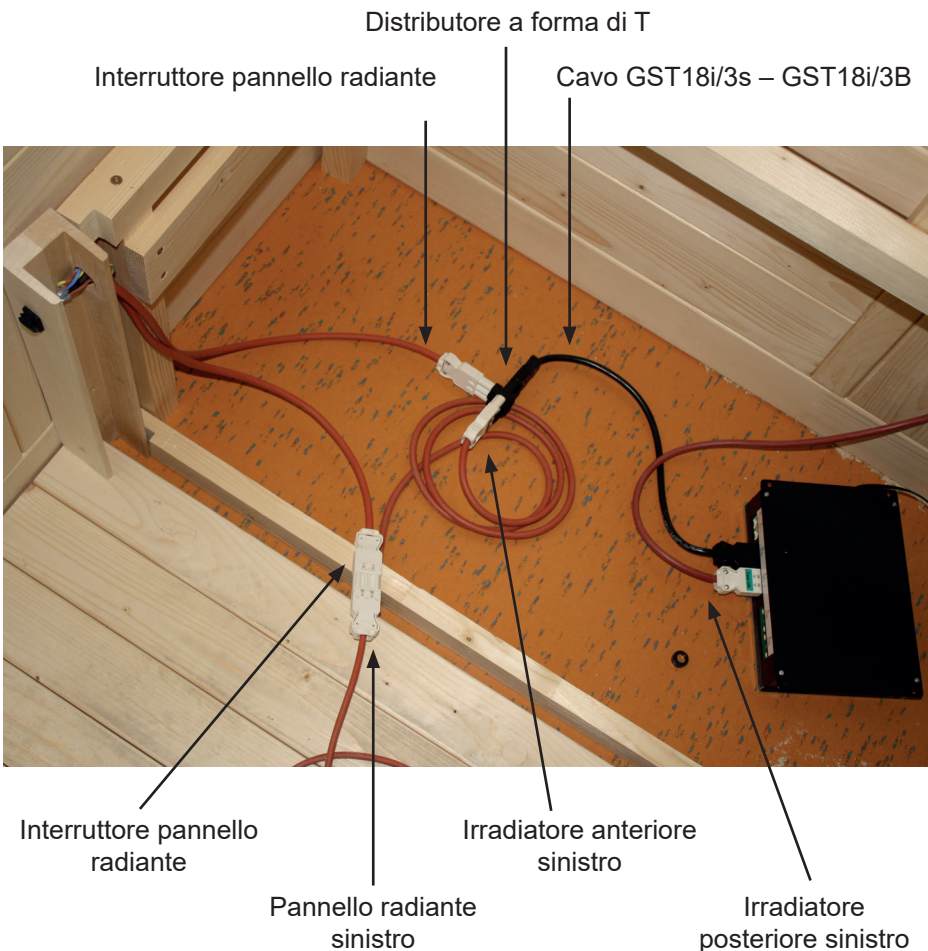 Distributore a forma di T
Interruttore pannello radiante
Cavo GST18i/3s – GST18i/3B
Interruttore pannello
radiante
Irradiatore anteriore
sinistro
Pannello radiante
sinistro
Irradiatore
posteriore sinistro